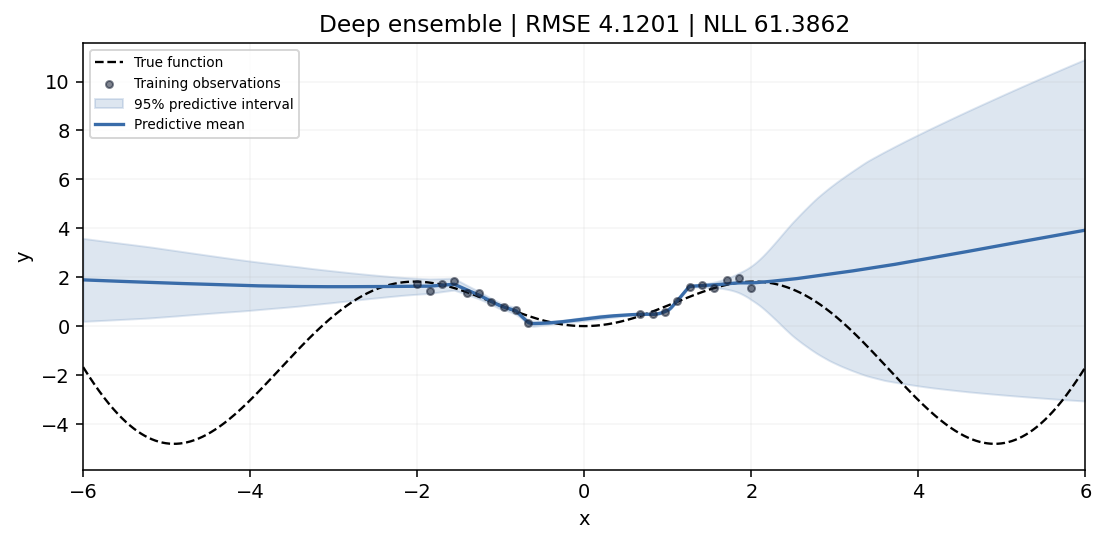 Deep ensemble | RMSE 4.1201 | NLL 61.3862
True function
Training observations
95% predictive interval
Predictive mean
y
10
8
6
4
2
0
−2
−4
−6
−4
−2
0
2
4
6
x